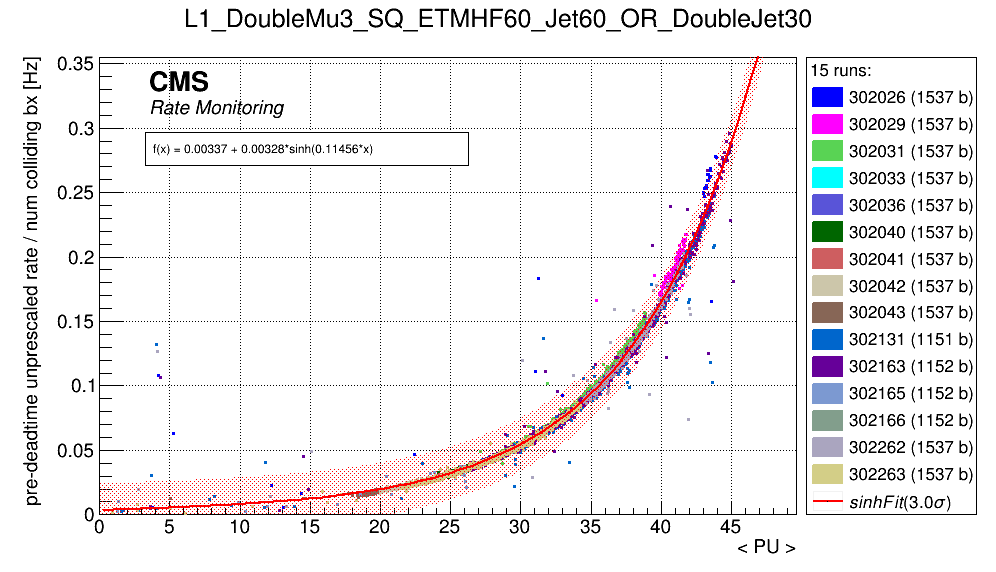 L1_DoubleMu3_SQ_ETMHF60_Jet60_OR_DoubleJet30
pre-deadtime unprescaled rate / num colliding bx [Hz]
0.35
0.3
0.25
0.2
0.15
0.1
0.05
0
CMS
Rate Monitoring
f(x) = 0.00337 + 0.00328*sinh(0.11456*x)
0 5 10 15 20 25 30 35 40 45
< PU >
15 runs:
302026 (1537 b)
302029 (1537 b)
302031 (1537 b)
302033 (1537 b)
302036 (1537 b)
302040 (1537 b)
302041 (1537 b)
302042 (1537 b)
302043 (1537 b)
302131 (1151 b)
302163 (1152 b)
302165 (1152 b)
302166 (1152 b)
302262 (1537 b)
302263 (1537 b)
sinhFit(3.0σ)